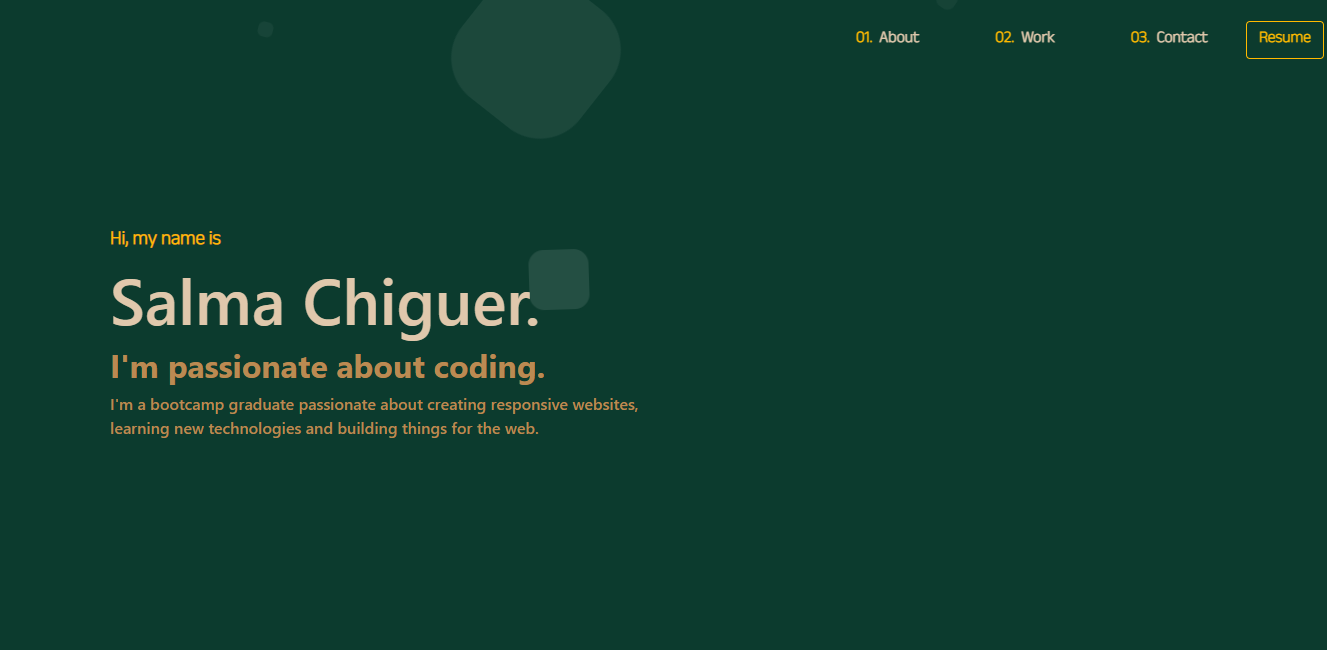 01. About
02. Work
03. Contact
Resume
Hi, my name is
Salma Chiguer.
I'm passionate about coding.
I'm a bootcamp graduate passionate about creating responsive websites,
learning new technologies and building things for the web.